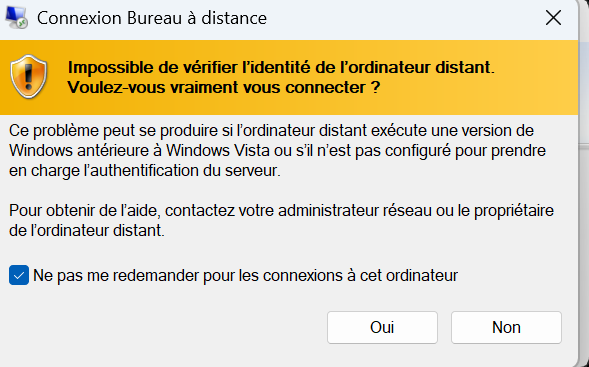 Connexion Bureau à distance
Impossible de vérifier l'identité de l'ordinateur distant.
Voulez-vous vraiment vous connecter ?
Ce problème peut se produire si l'ordinateur distant exécute une version de
Windows antérieure à Windows Vista ou s'il n'est pas configuré pour prendre
en charge l'authentification du serveur.
Pour obtenir de l'aide, contactez votre administrateur réseau ou le propriétaire
de l'ordinateur distant.
Ne pas me redemander pour les connexions à cet ordinateur
Oui
Non